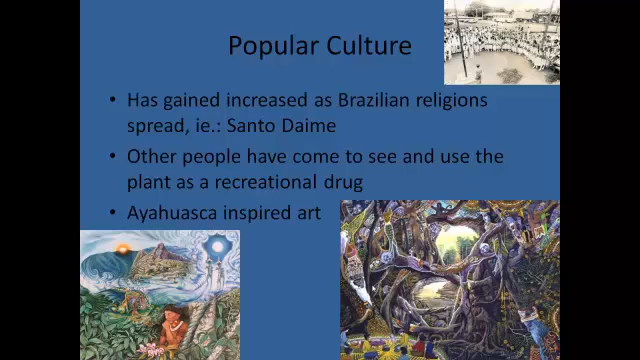 Popular Culture
• Has gained increased as Brazilian religions
spread, ie.: Santo Daime
• Other people have come to see and use the
plant as a recreational drug
• Ayahuasca inspired art